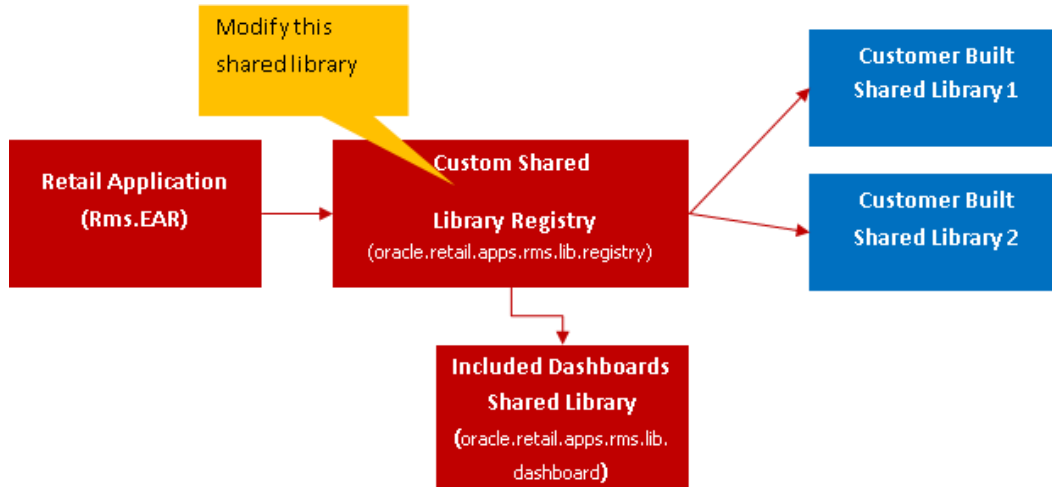 Modify this
shared library
Customer Built
Shared Library 1
Retail Application
(Rms.EAR)
Custom Shared
Library Registry
(oracle.retail.apps.rms.lib.registry)
Customer Built
Shared Library 2
Included Dashboards
Shared Library
(oracle.retail.apps.rms.lib.
dashboard)